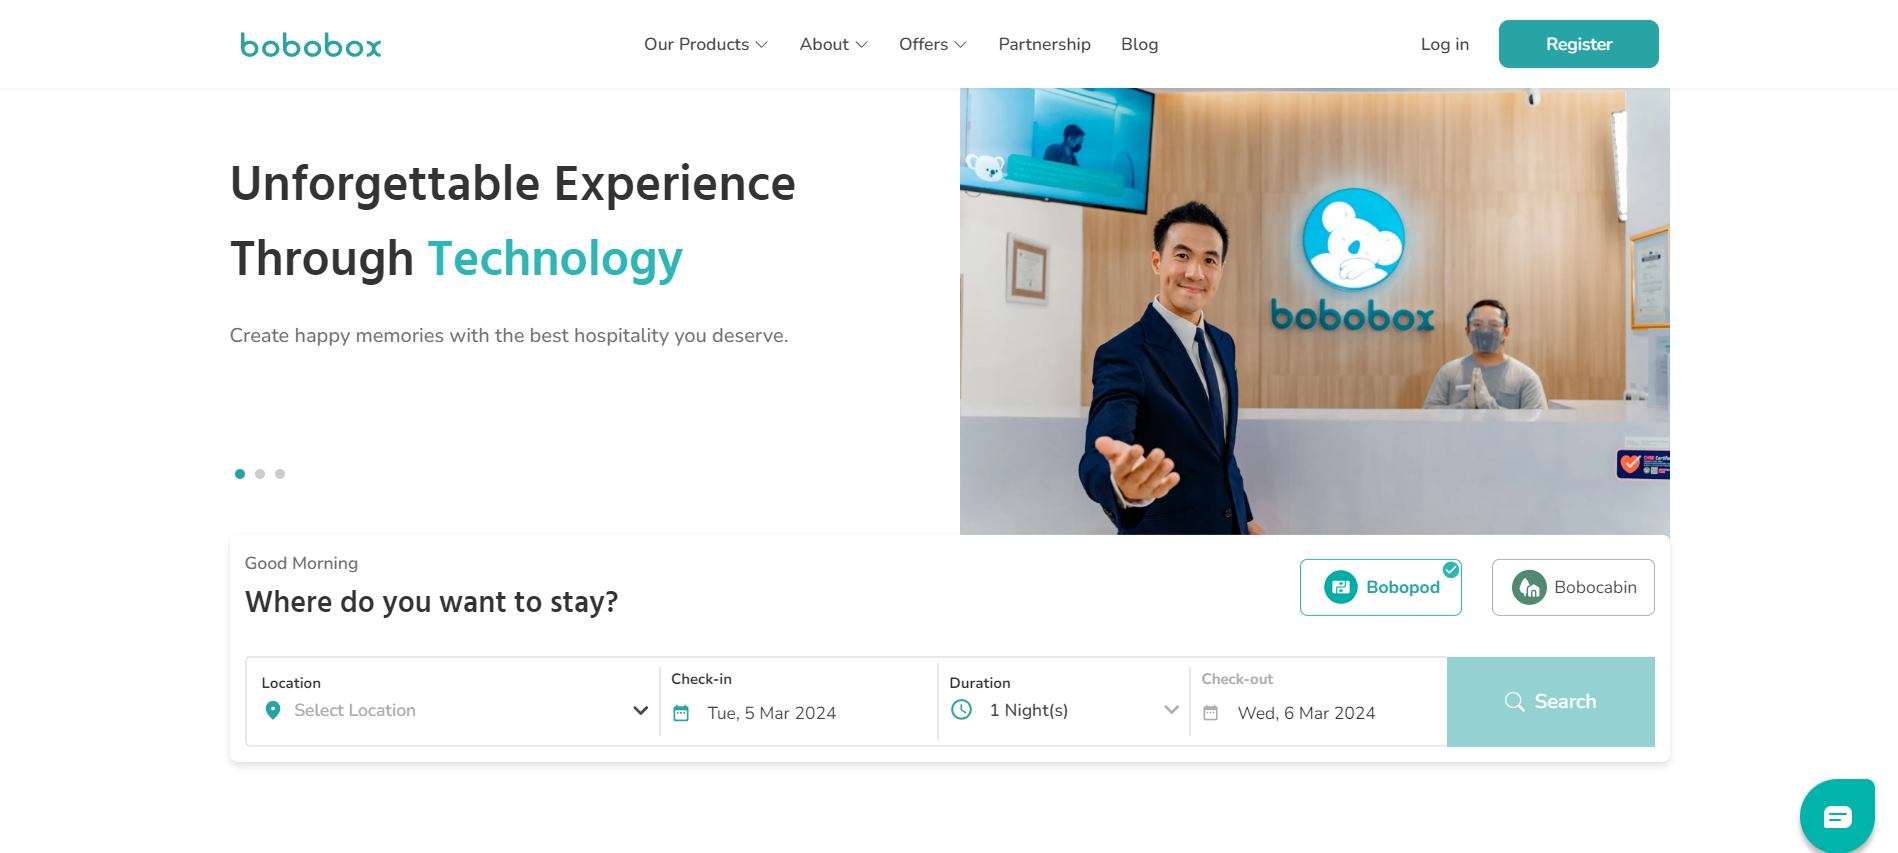 bobobox
Our Products
About
Offers
Partnership
Blog
Log in
Register
Unforgettable Experience
Through Technology
Create happy memories with the best hospitality you deserve.
bobobox
Good Morning
Where do you want to stay?
Bobopod
Bobocabin
Location
Select Location
Check-in
Tue, 5 Mar 2024
Duration
1 Night(s)
Check-out
Wed, 6 Mar 2024
Search